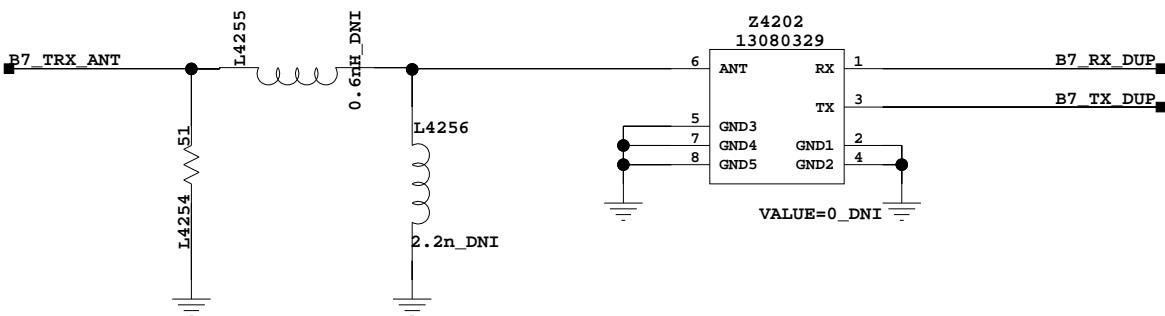 Z4202
13080329
B7_TRX_ANT
L4255
0.6nH_DNI
6
ANT
RX
1
B7_RX_DUP
TX
3
B7_TX_DUP
51
L4254
L4256
2.2n_DNI
5
GND3
7
GND4
GND1
2
8
GND5
GND2
4
VALUE=0_DNI